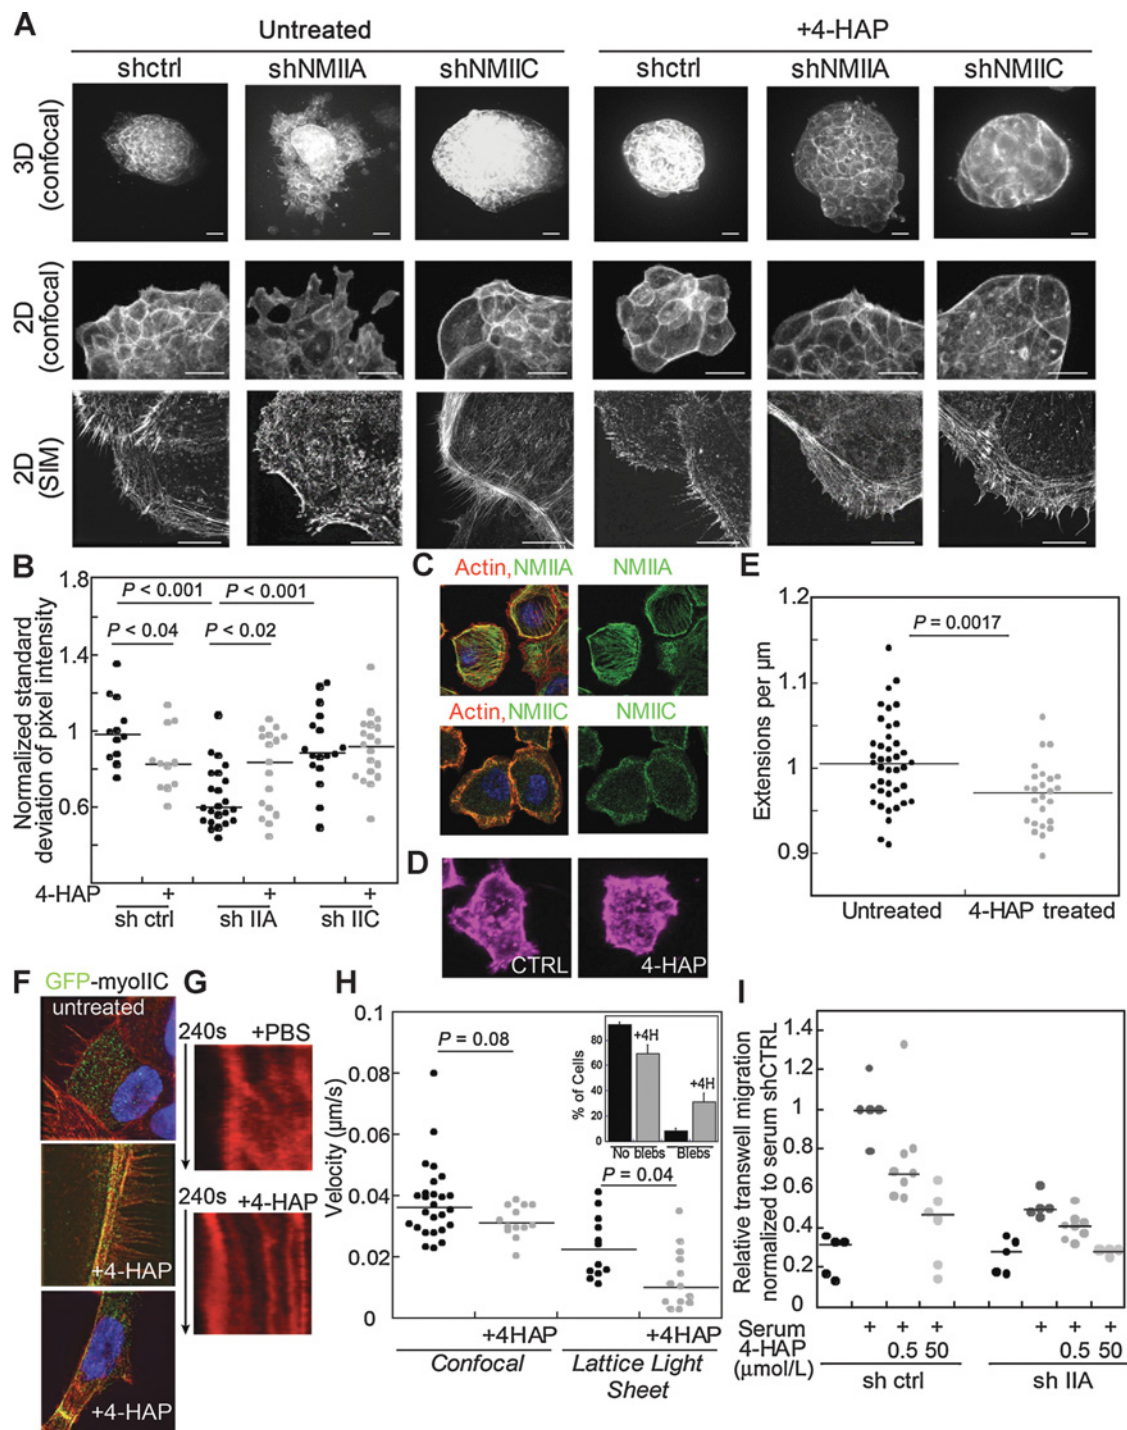 A
Untreated
+4-HAP
shctrl
shNMIIA
shNMIIC
shctrl
shNMIIA
shNMIIC
3D
(confocal)
2D
(confocal)
2D
(SIM)
B
Normalized standard
deviation of pixel intensity
1.8
1.4
1
0.6
P < 0.001
P < 0.001
P < 0.04
P < 0.02
4-HAP
+
+
+
sh ctrl
sh IIA
sh IIC
C
Actin,NMIIA
NMIIA
Actin,NMIIC
NMIIC
D
CTRL
4-HAP
E
Extensions per µm
1.2
1.1
1
0.9
P = 0.0017
Untreated
4-HAP treated
F
GFP-myoIIC
untreated
+4-HAP
+4-HAP
G
240s
+PBS
240s
+4-HAP
H
Velocity (µm/s)
0.1
0.08
0.06
0.04
0.02
0
P = 0.08
P = 0.04
% of Cells
80
60
40
20
0
+4H
+4H
No blebs
Blebs
+4HAP
+4HAP
Confocal
Lattice Light
Sheet
I
Relative transwell migration
normalized to serum shCTRL
1.4
1.2
1
0.8
0.6
0.4
0.2
0
Serum
+
+
+
+
+
+
4-HAP
0.5
50
0.5
50
(µmol/L)
sh ctrl
sh IIA